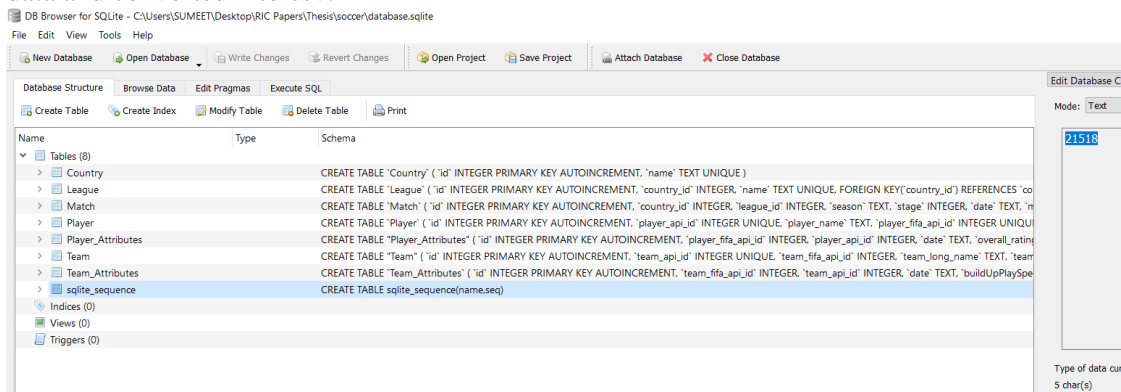 DB Browser for SQLite - C:\Users\SUMEET\Desktop\RIC Papers\Thesis\soccer\database.sqlite
File Edit View Tools Help
New Database Open Database Write Changes Revert Changes Open Project Save Project Attach Database Close Database
Edit Database C
Database Structure Browse Data Edit Pragmas Execute SQL
Mode: Text
Create Table Create Index Modify Table Delete Table Print
21518
Name Type Schema
Tables (8)
Country CREATE TABLE `Country` ( `id` INTEGER PRIMARY KEY AUTOINCREMENT, `name` TEXT UNIQUE )
League CREATE TABLE `League` ( `id` INTEGER PRIMARY KEY AUTOINCREMENT, `country_id` INTEGER, `name` TEXT UNIQUE, FOREIGN KEY(`country_id`) REFERENCES `co
Match CREATE TABLE `Match` ( `id` INTEGER PRIMARY KEY AUTOINCREMENT, `country_id` INTEGER, `league_id` INTEGER, `season` TEXT, `stage` INTEGER, `date` TEXT, `m
Player CREATE TABLE `Player` ( `id` INTEGER PRIMARY KEY AUTOINCREMENT, `player_api_id` INTEGER UNIQUE, `player_name` TEXT, `player_fifa_api_id` INTEGER UNIQU
Player_Attributes CREATE TABLE "Player_Attributes" ( `id` INTEGER PRIMARY KEY AUTOINCREMENT, `player_fifa_api_id` INTEGER, `player_api_id` INTEGER, `date` TEXT, `overall_rating
Team CREATE TABLE "Team" ( `id` INTEGER PRIMARY KEY AUTOINCREMENT, `team_api_id` INTEGER UNIQUE, `team_fifa_api_id` INTEGER, `team_long_name` TEXT, `team
Team_Attributes CREATE TABLE `Team_Attributes` ( `id` INTEGER PRIMARY KEY AUTOINCREMENT, `team_fifa_api_id` INTEGER, `team_api_id` INTEGER, `date` TEXT, `buildUpPlaySpe
sqlite_sequence CREATE TABLE sqlite_sequence(name,seq)
Indices (0)
Views (0)
Triggers (0)
Type of data cur
5 char(s)